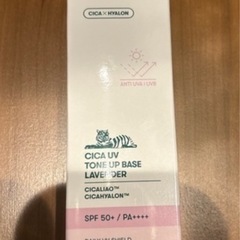 CICA × HYALON
ANTI UVA / UVB
CICA UV
TONE UP BASE
LAVENDER
CICALIAO™
CICAHYALON™
SPF 50+ / PA++++